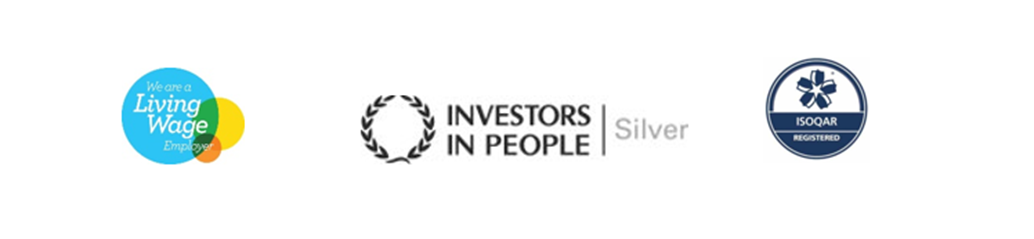 We are a
Living
Wage
Employer
INVESTORS
IN PEOPLE
Silver
ISOQAR
REGISTERED